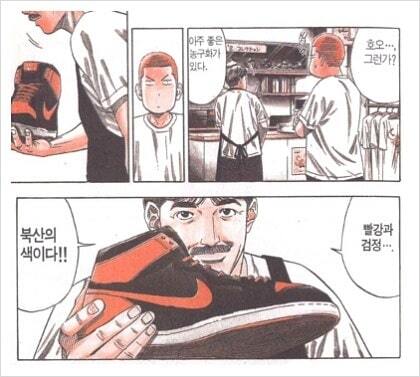 호오…,
그런가?
아주 좋은
농구화가
있다.
빨강과
검정….
북산의
색이다!!